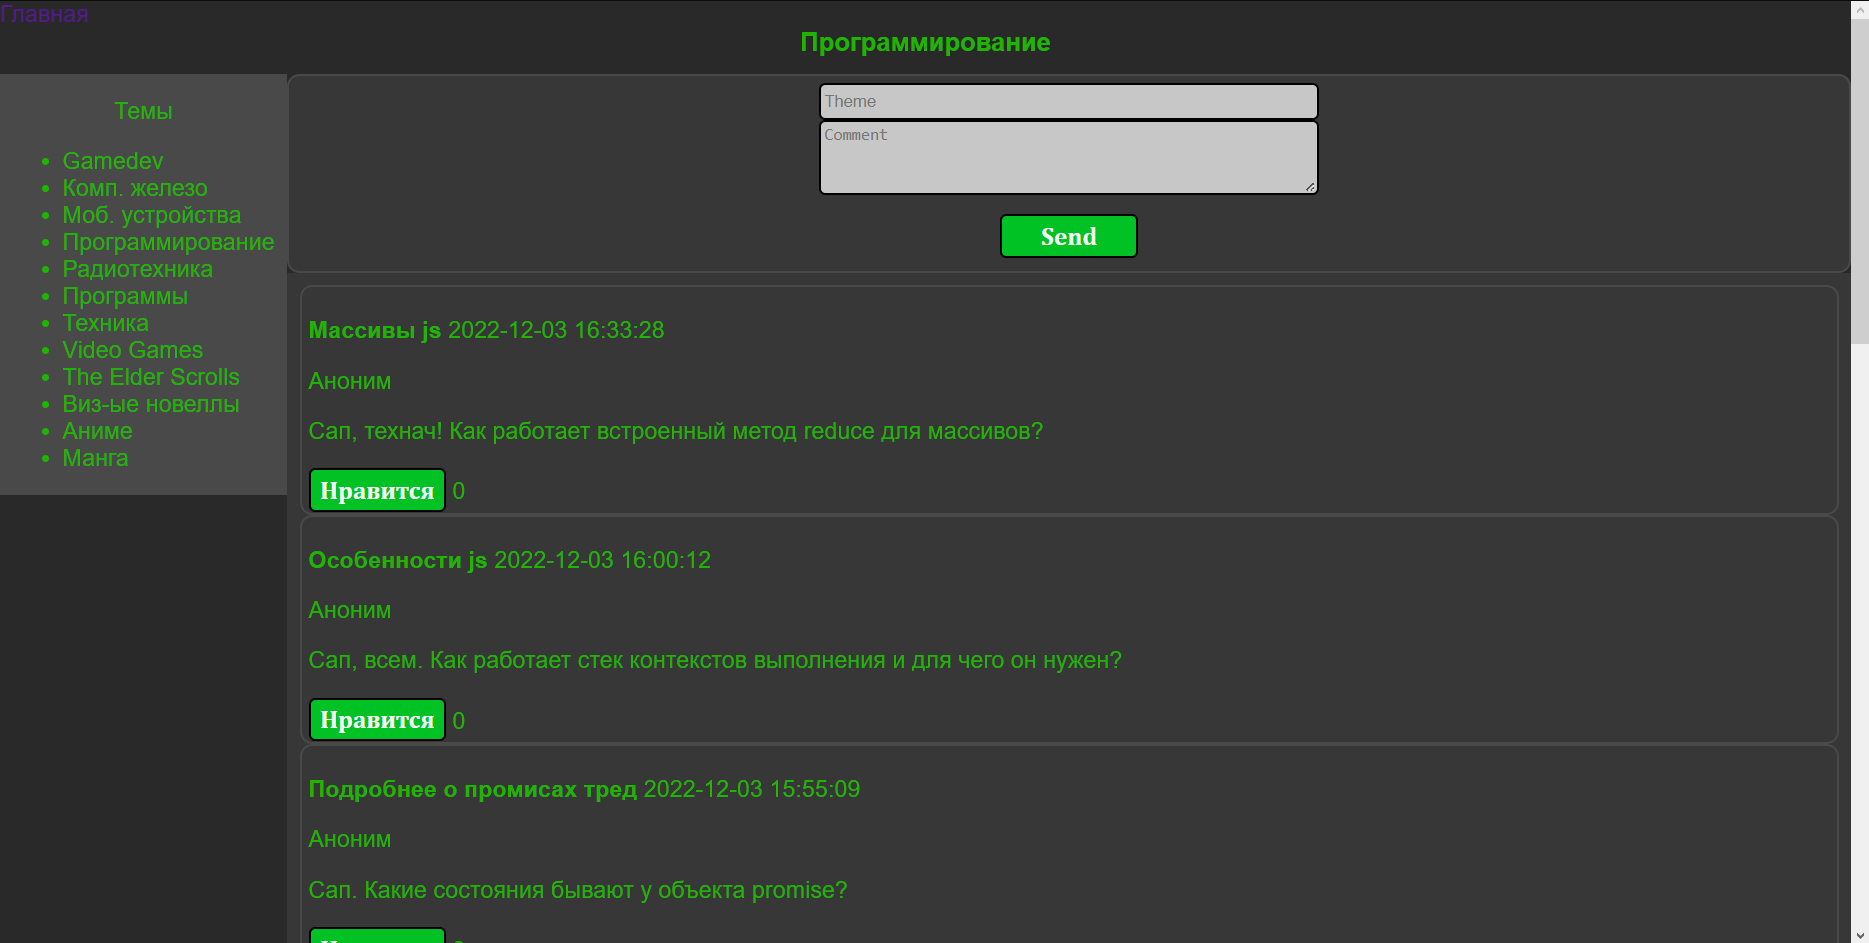 Главная
Программирование
Темы
Gamedev
Комп. железо
Моб. устройства
Программирование
Радиотехника
Программы
Техника
Video Games
The Elder Scrolls
Виз-ые новеллы
Аниме
Манга
Theme
Comment
Send
Массивы js 2022-12-03 16:33:28
Аноним
Сап, технач! Как работает встроенный метод reduce для массивов?
Нравится 0
Особенности js 2022-12-03 16:00:12
Аноним
Сап, всем. Как работает стек контекстов выполнения и для чего он нужен?
Нравится 0
Подробнее о промисах тред 2022-12-03 15:55:09
Аноним
Сап. Какие состояния бывают у объекта promise?